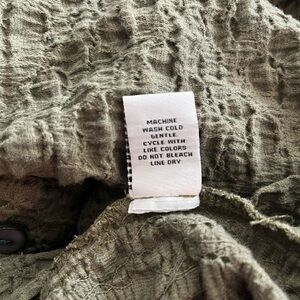 MACHINE
WASH COLD
GENTLE
CYCLE WITH
LIKE COLORS
DO NOT BLEACH
LINE DRY